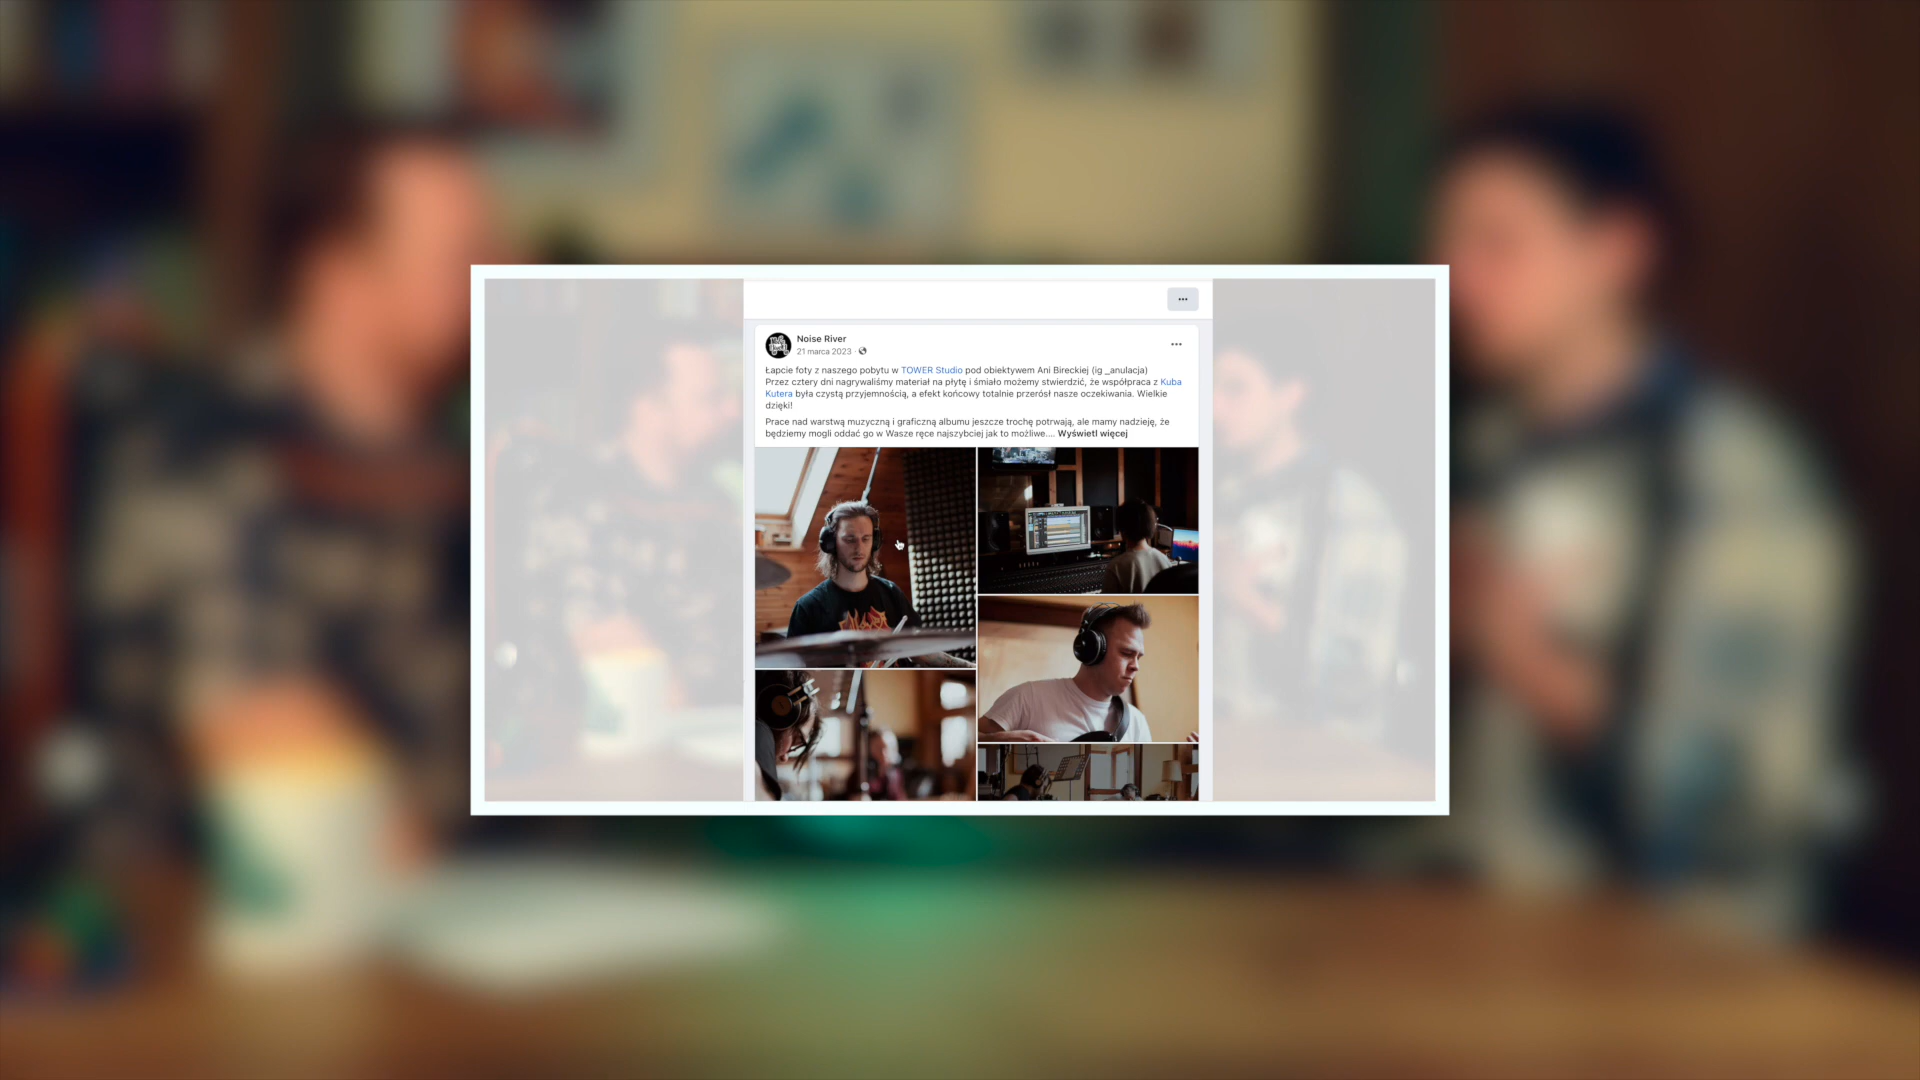 Noise River
21 marca 2023 ·
Łapcie foty z naszego pobytu w TOWER Studio pod obiektywem Ani Bireckiej (ig _anulacja)
Przez cztery dni nagrywaliśmy materiał na płytę i śmiało możemy stwierdzić, że współpraca z Kuba
Kutera była czystą przyjemnością, a efekt końcowy totalnie przerósł nasze oczekiwania. Wielkie
dzięki!
Prace nad warstwą muzyczną i graficzną albumu jeszcze trochę potrwają, ale mamy nadzieję, że
będziemy mogli oddać go w Wasze ręce najszybciej jak to możliwe.... Wyświetl więcej